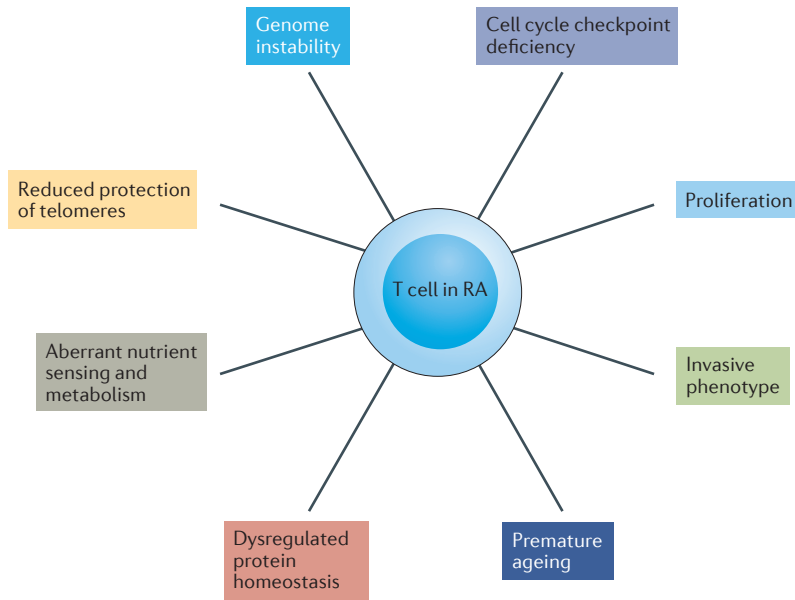 Genome
instability
Cell cycle checkpoint
deficiency
Reduced protection
of telomeres
Proliferation
T cell in RA
Aberrant nutrient
sensing and
metabolism
Invasive
phenotype
Dysregulated
protein
homeostasis
Premature
ageing